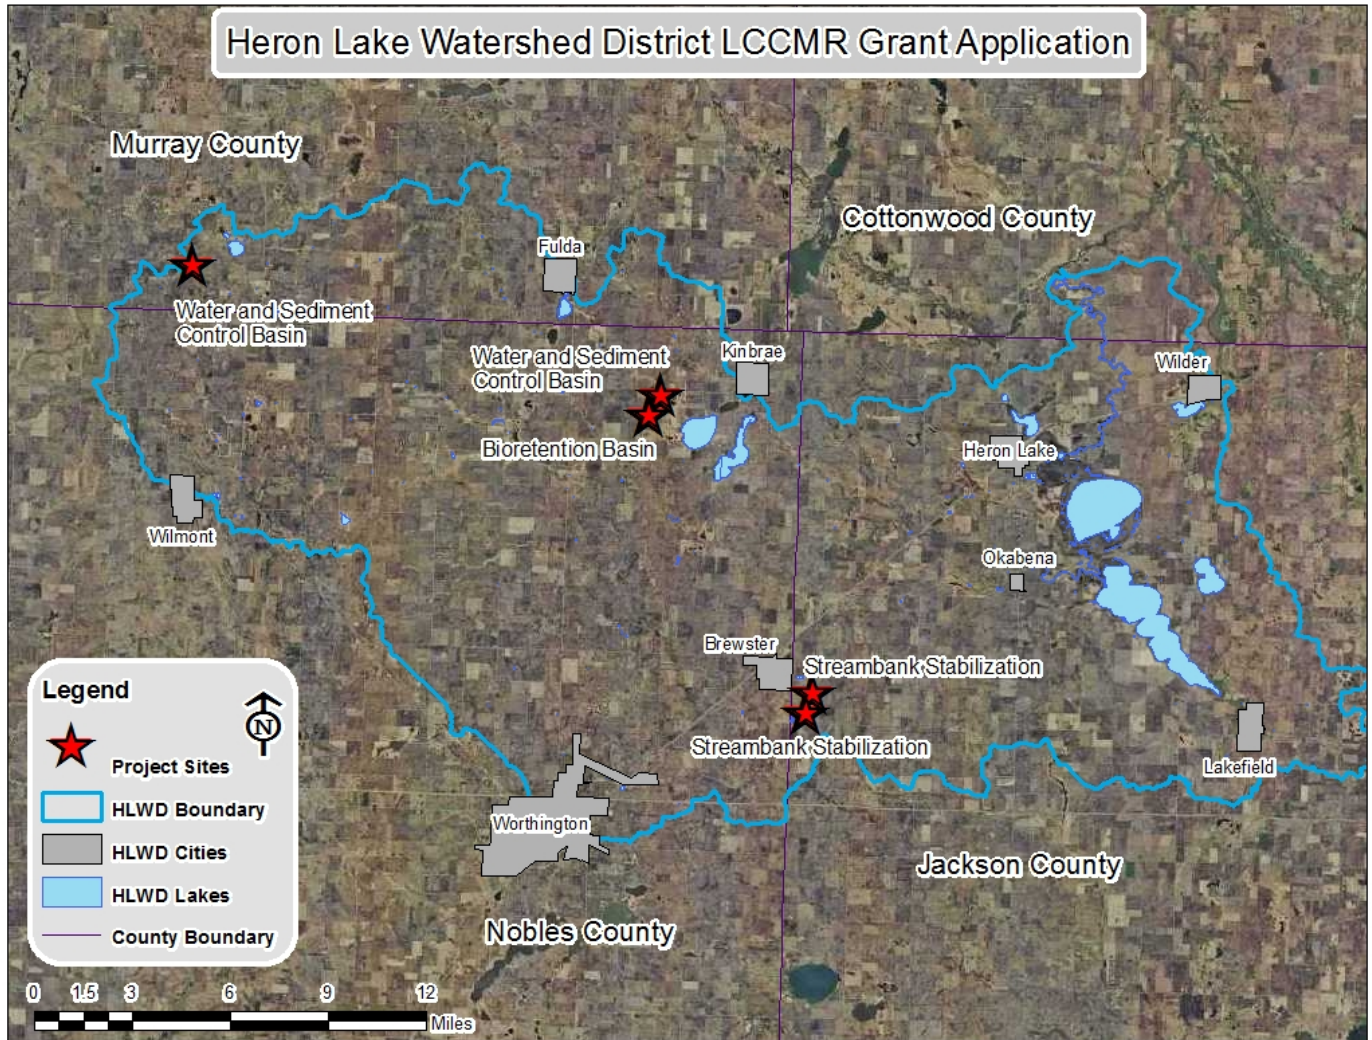 Heron Lake Watershed District LCCMR Grant Application
Murray County
Cottonwood County
Fulda
Water and Sediment
Control Basin
Water and Sediment
Control Basin
Kinbrae
Wilder
Bioretention Basin
Heron Lake
Wilmont
Okabena
Brewster
Streambank Stabilization
Streambank Stabilization
Lakefield
Worthington
Jackson County
Nobles County
Legend
N
Project Sites
HLWD Boundary
HLWD Cities
HLWD Lakes
County Boundary
0 1.5 3 6 9 12
Miles